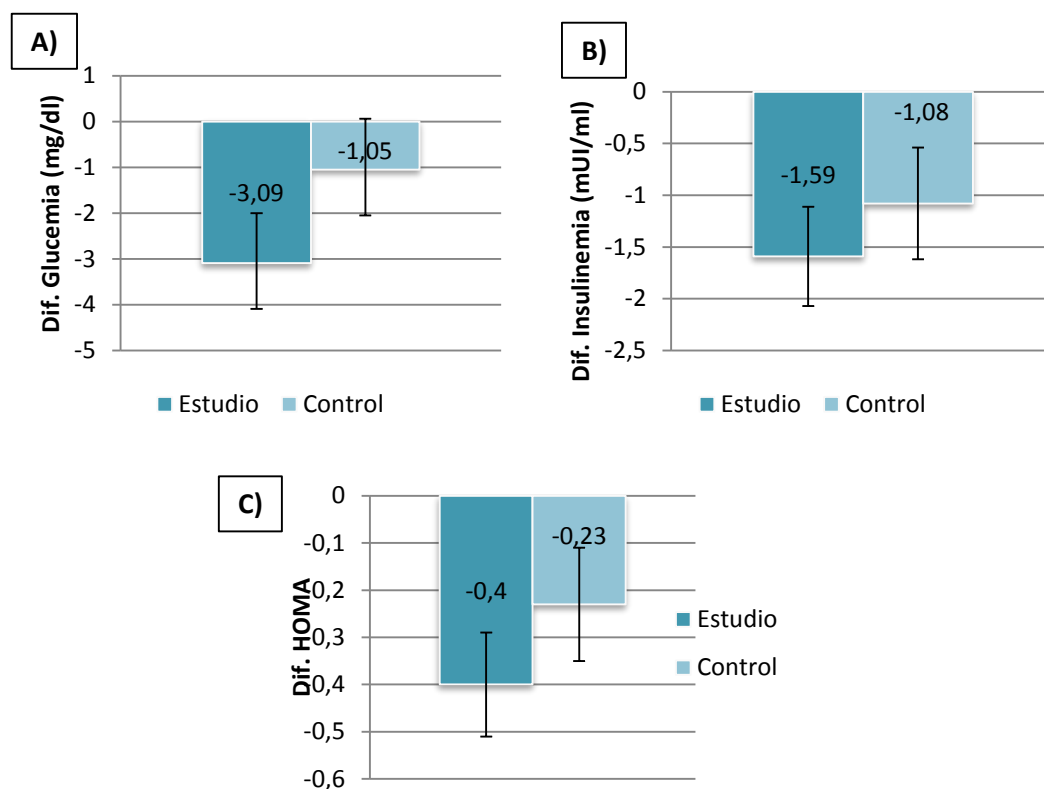 A)
Dif. Glucemia (mg/dl)
1
0
-1
-2
-3
-4
-5
-3,09
-1,05
Estudio Control
B)
Dif. Insulinemia (mUI/ml)
0
-0,5
-1
-1,5
-2
-2,5
-1,59
-1,08
Estudio Control
C)
Dif. HOMA
0
-0,1
-0,2
-0,3
-0,4
-0,5
-0,6
-0,4
-0,23
Estudio
Control